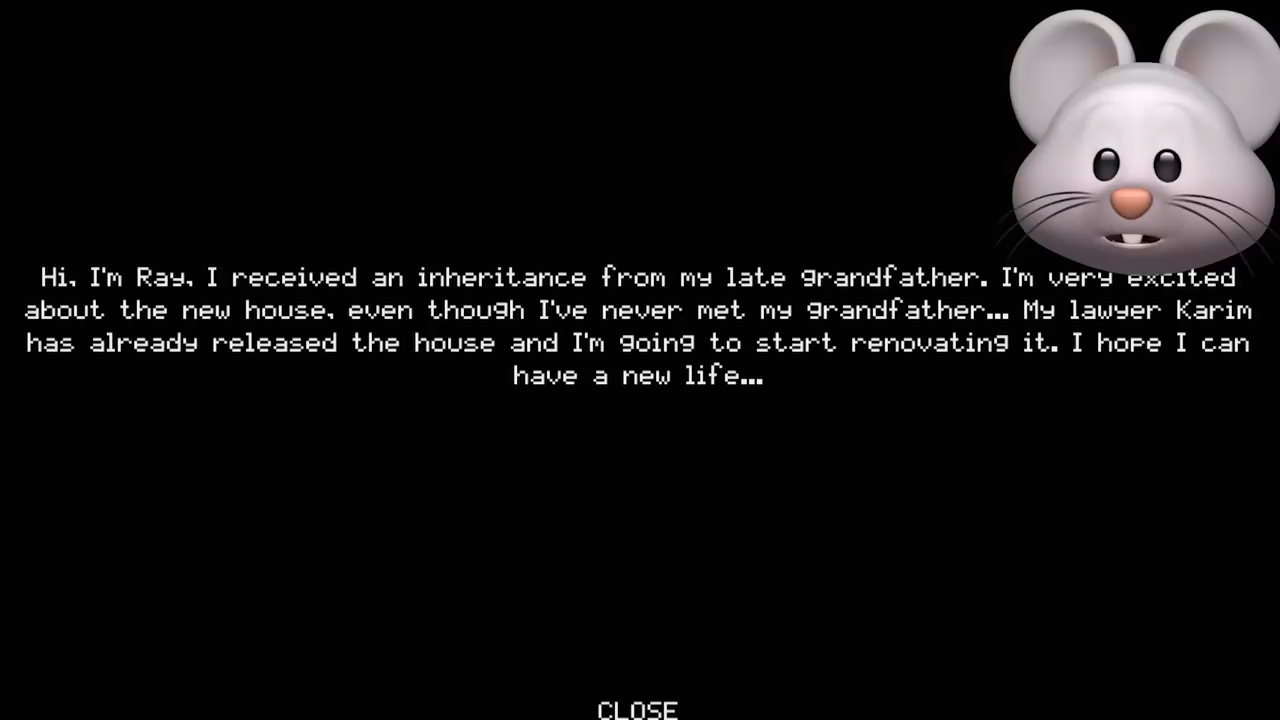 Hi, I'm Ray, I received an inheritance from my late grandfather. I'm very excited
about the new house, even though I've never met my grandfather... My lawyer Karim
has already released the house and I'm going to start renovating it. I hope I can
have a new life...
CLOSE